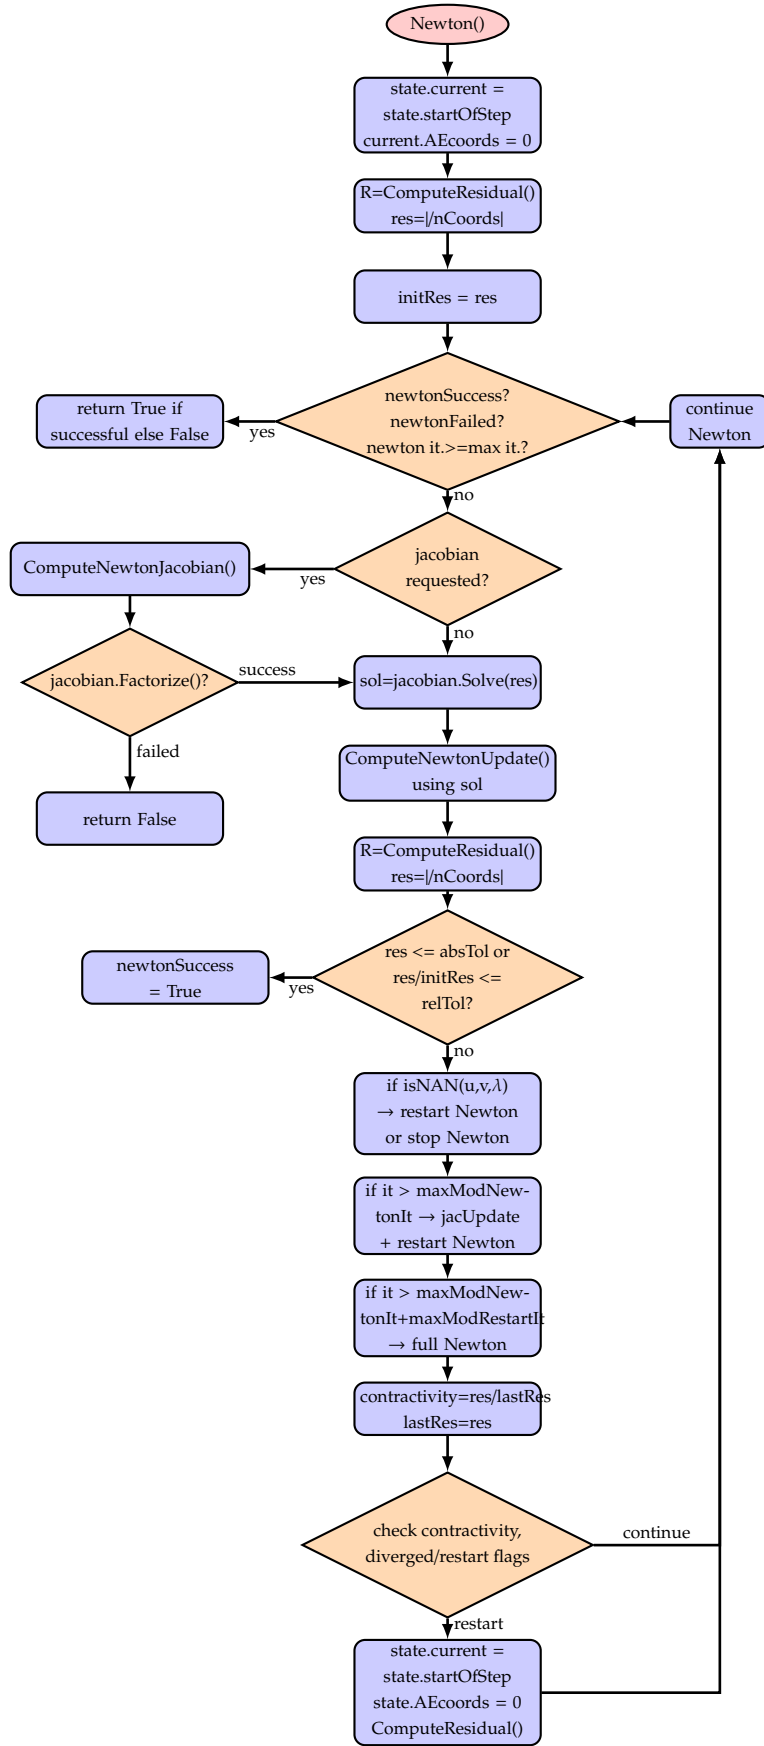 Newton()
state.current =
state.startOfStep
current.AEcoords = 0
R=ComputeResidual()
res=|/nCoords|
initRes = res
newtonSuccess?
newtonFailed?
newton it.>=max it.?
yes
return True if
successful else False
continue
Newton
no
jacobian
requested?
yes
ComputeNewtonJacobian()
no
jacobian.Factorize()?
success
sol=jacobian.Solve(res)
failed
return False
ComputeNewtonUpdate()
using sol
R=ComputeResidual()
res=|/nCoords|
res <= absTol or
res/initRes <=
relTol?
yes
newtonSuccess
= True
no
if isNAN(u,v,λ)
→ restart Newton
or stop Newton
if it > maxModNew-
tonIt → jacUpdate
+ restart Newton
if it > maxModNew-
tonIt+maxModRestartIt
→ full Newton
contractivity=res/lastRes
lastRes=res
check contractivity,
diverged/restart flags
continue
restart
state.current =
state.startOfStep
state.AEcoords = 0
ComputeResidual()